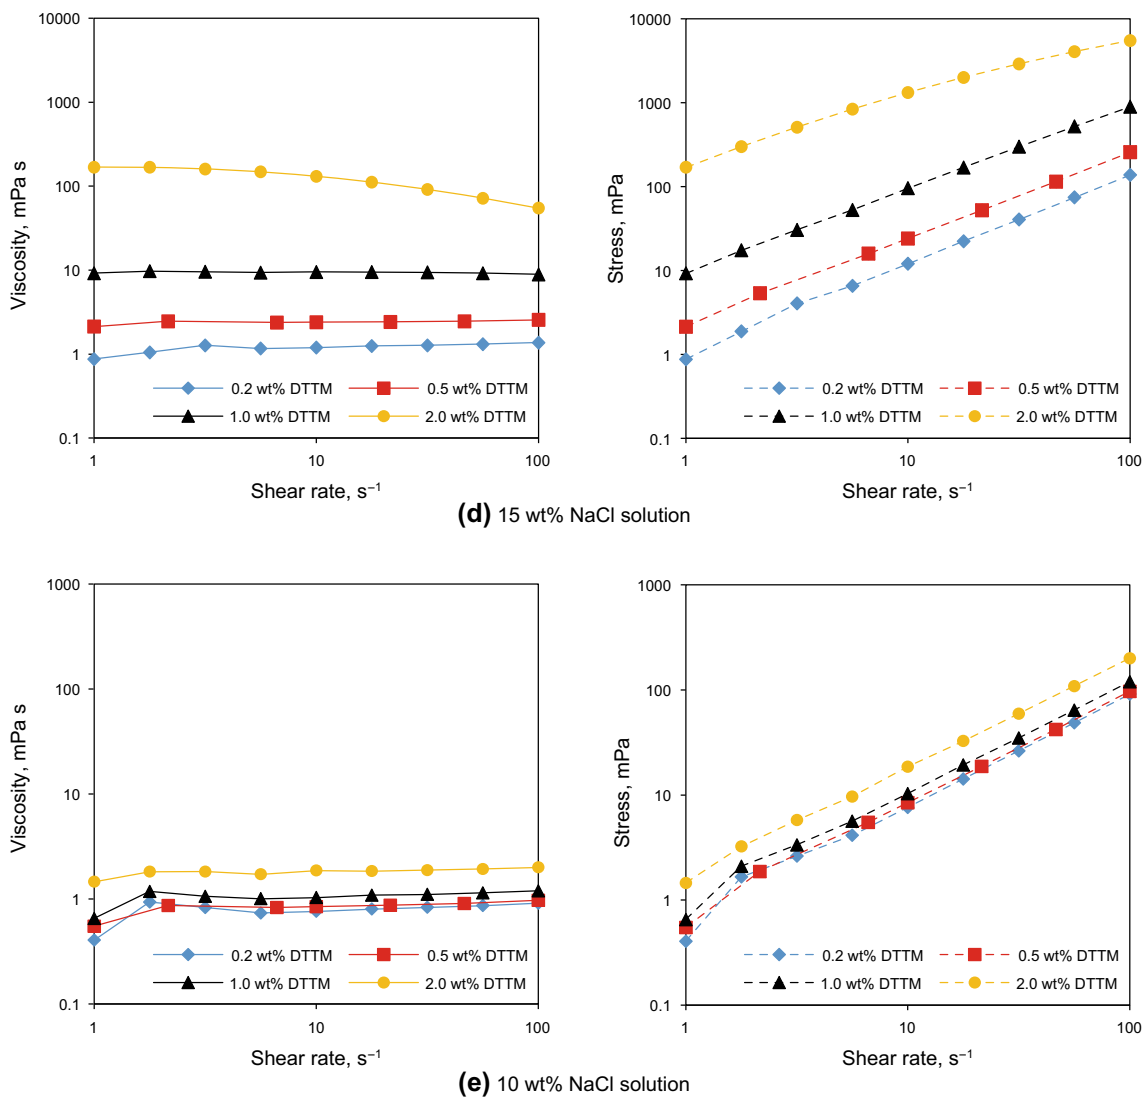 10000
1000
100
10
1
0.1
Viscosity, mPa s
0.2 wt% DTTM
0.5 wt% DTTM
1.0 wt% DTTM
2.0 wt% DTTM
1
10
100
Shear rate, s⁻¹
10000
1000
100
10
1
0.1
Stress, mPa
0.2 wt% DTTM
0.5 wt% DTTM
1.0 wt% DTTM
2.0 wt% DTTM
1
10
100
Shear rate, s⁻¹
(d) 15 wt% NaCl solution
1000
100
10
1
0.1
Viscosity, mPa s
0.2 wt% DTTM
0.5 wt% DTTM
1.0 wt% DTTM
2.0 wt% DTTM
1
10
100
Shear rate, s⁻¹
1000
100
10
1
0.1
Stress, mPa
0.2 wt% DTTM
0.5 wt% DTTM
1.0 wt% DTTM
2.0 wt% DTTM
1
10
100
Shear rate, s⁻¹
(e) 10 wt% NaCl solution